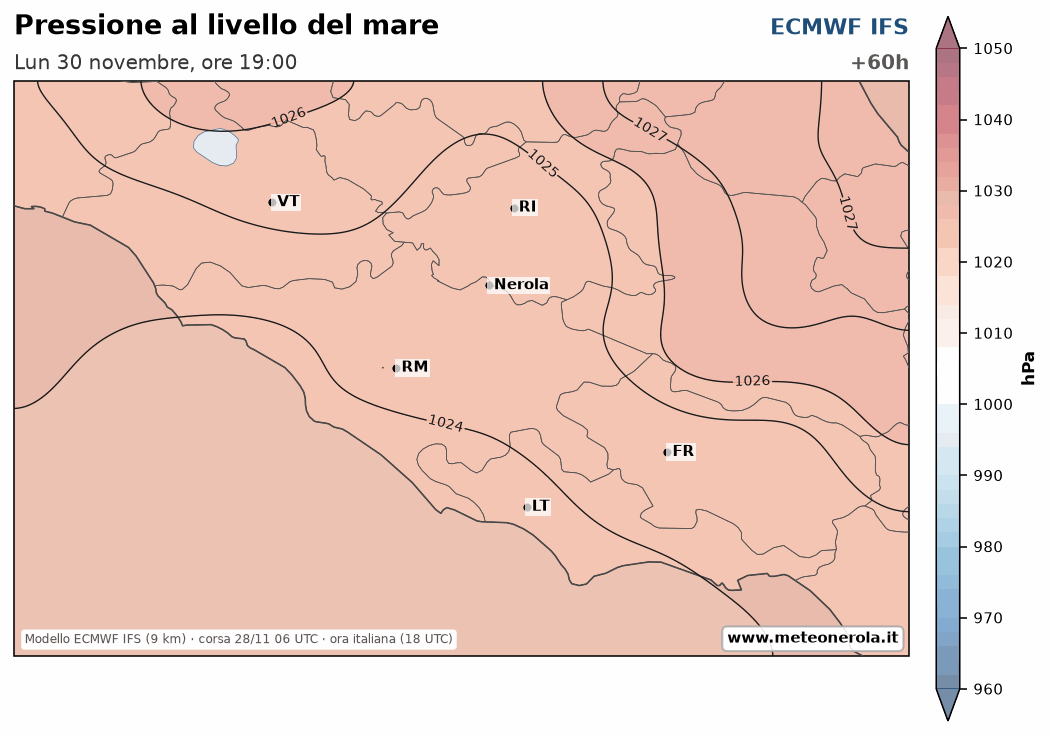 Pressione al livello del mare
ECMWF IFS
Lun 30 novembre, ore 19:00
+60h
1026
1027
1025
VT
RI
1027
Nerola
RM
1026
1024
FR
LT
Modello ECMWF IFS (9 km) · corsa 28/11 06 UTC · ora italiana (18 UTC)
www.meteonerola.it
1050
1040
1030
1020
1010
1000
990
980
970
960
hPa